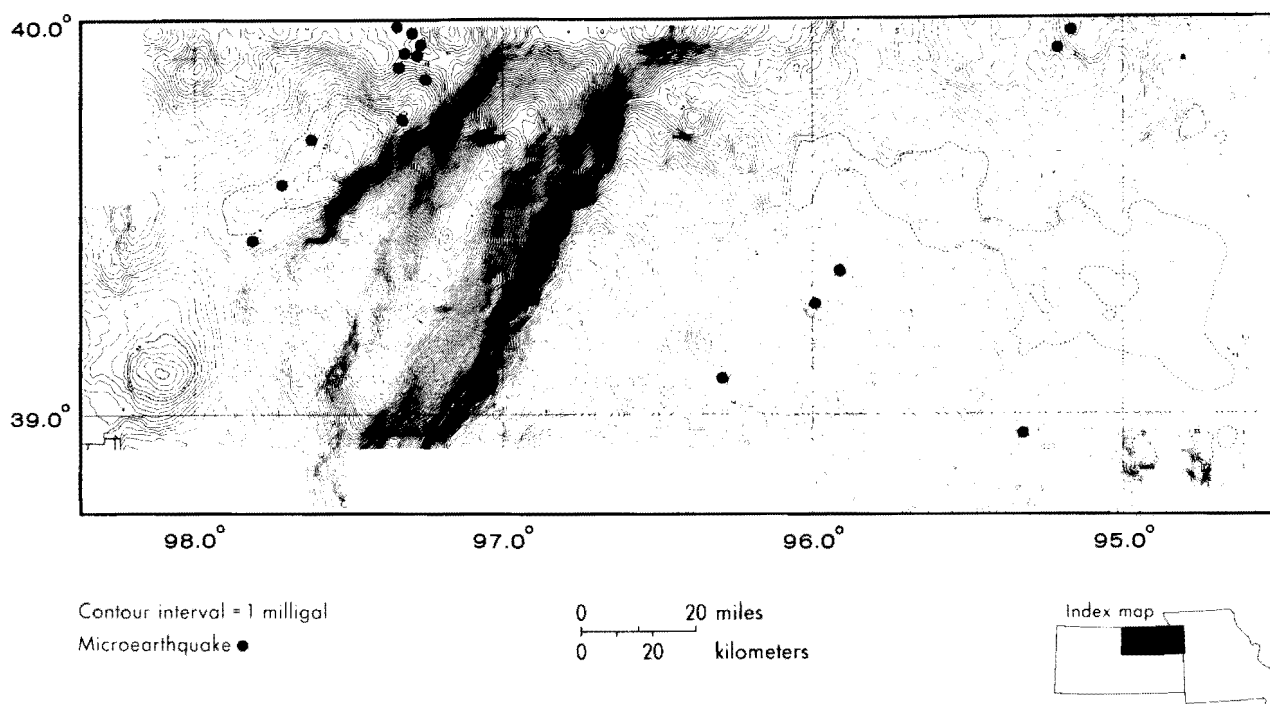 40.0°
39.0°
98.0° 97.0° 96.0° 95.0°
Contour interval = 1 milligal
Microearthquake ●
0 20 miles
0 20 kilometers
Index map